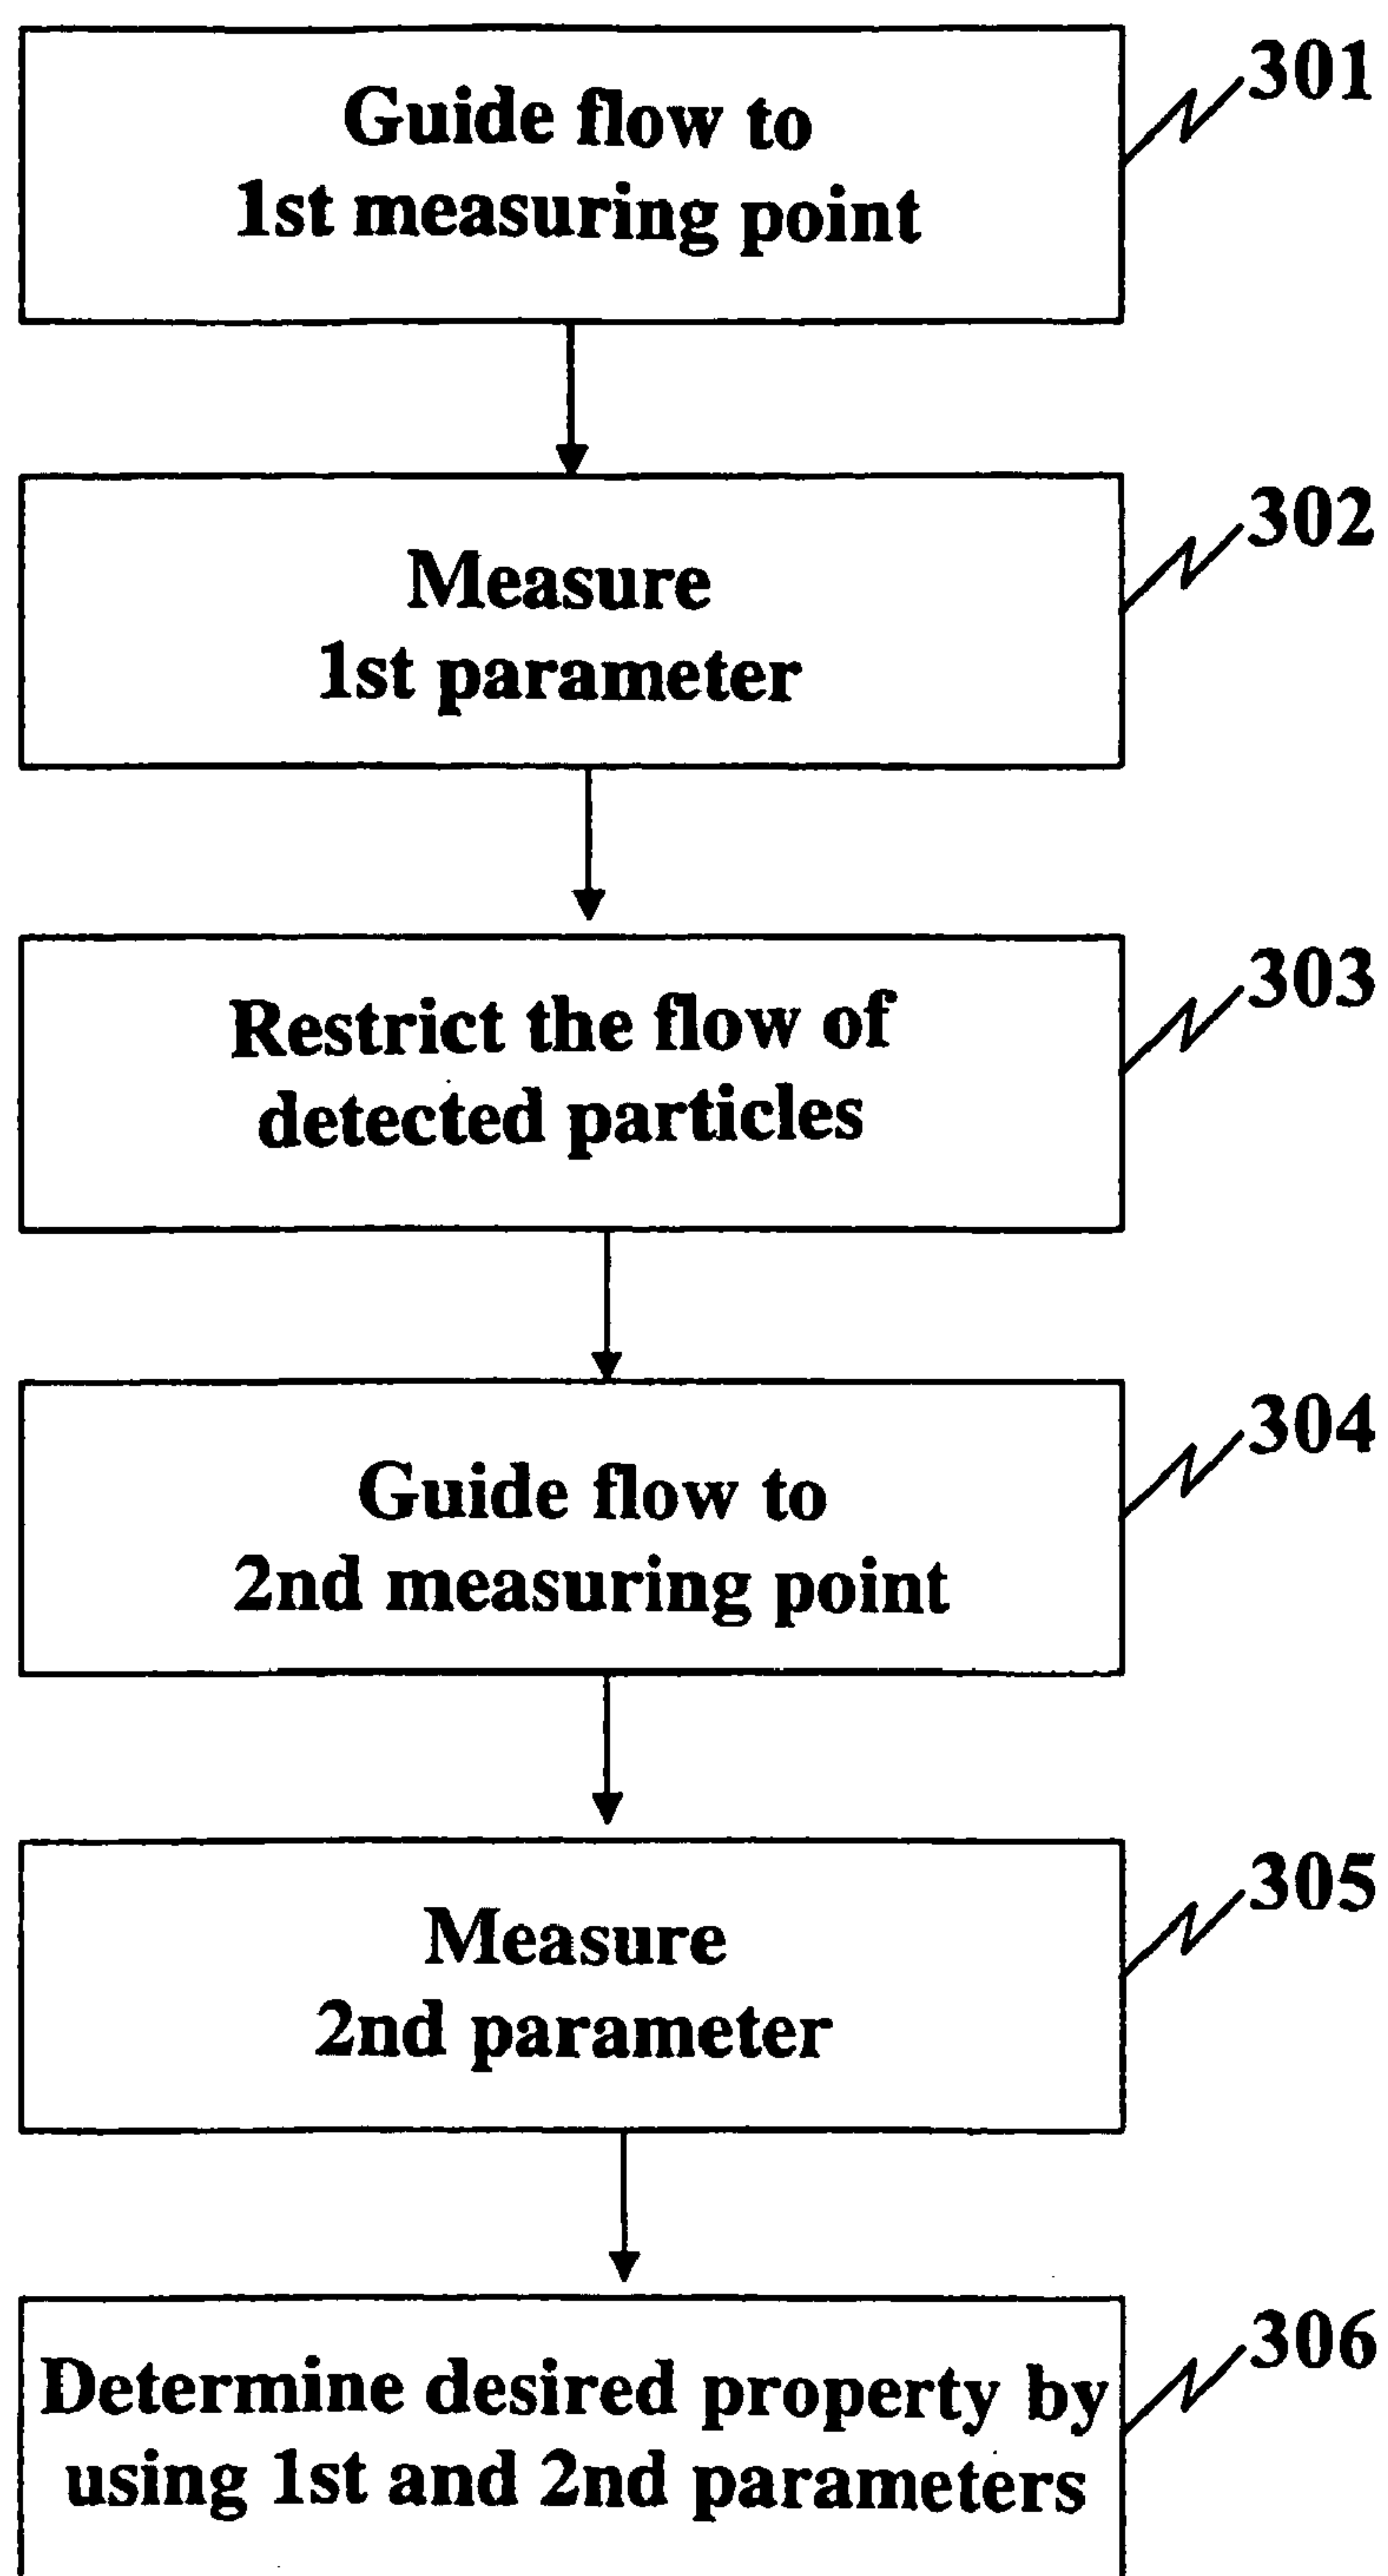 301
Guide flow to
1st measuring point
302
Measure
1st parameter
303
Restrict the flow of
detected particles
304
Guide flow to
2nd measuring point
305
Measure
2nd parameter
306
Determine desired property by
using 1st and 2nd parameters